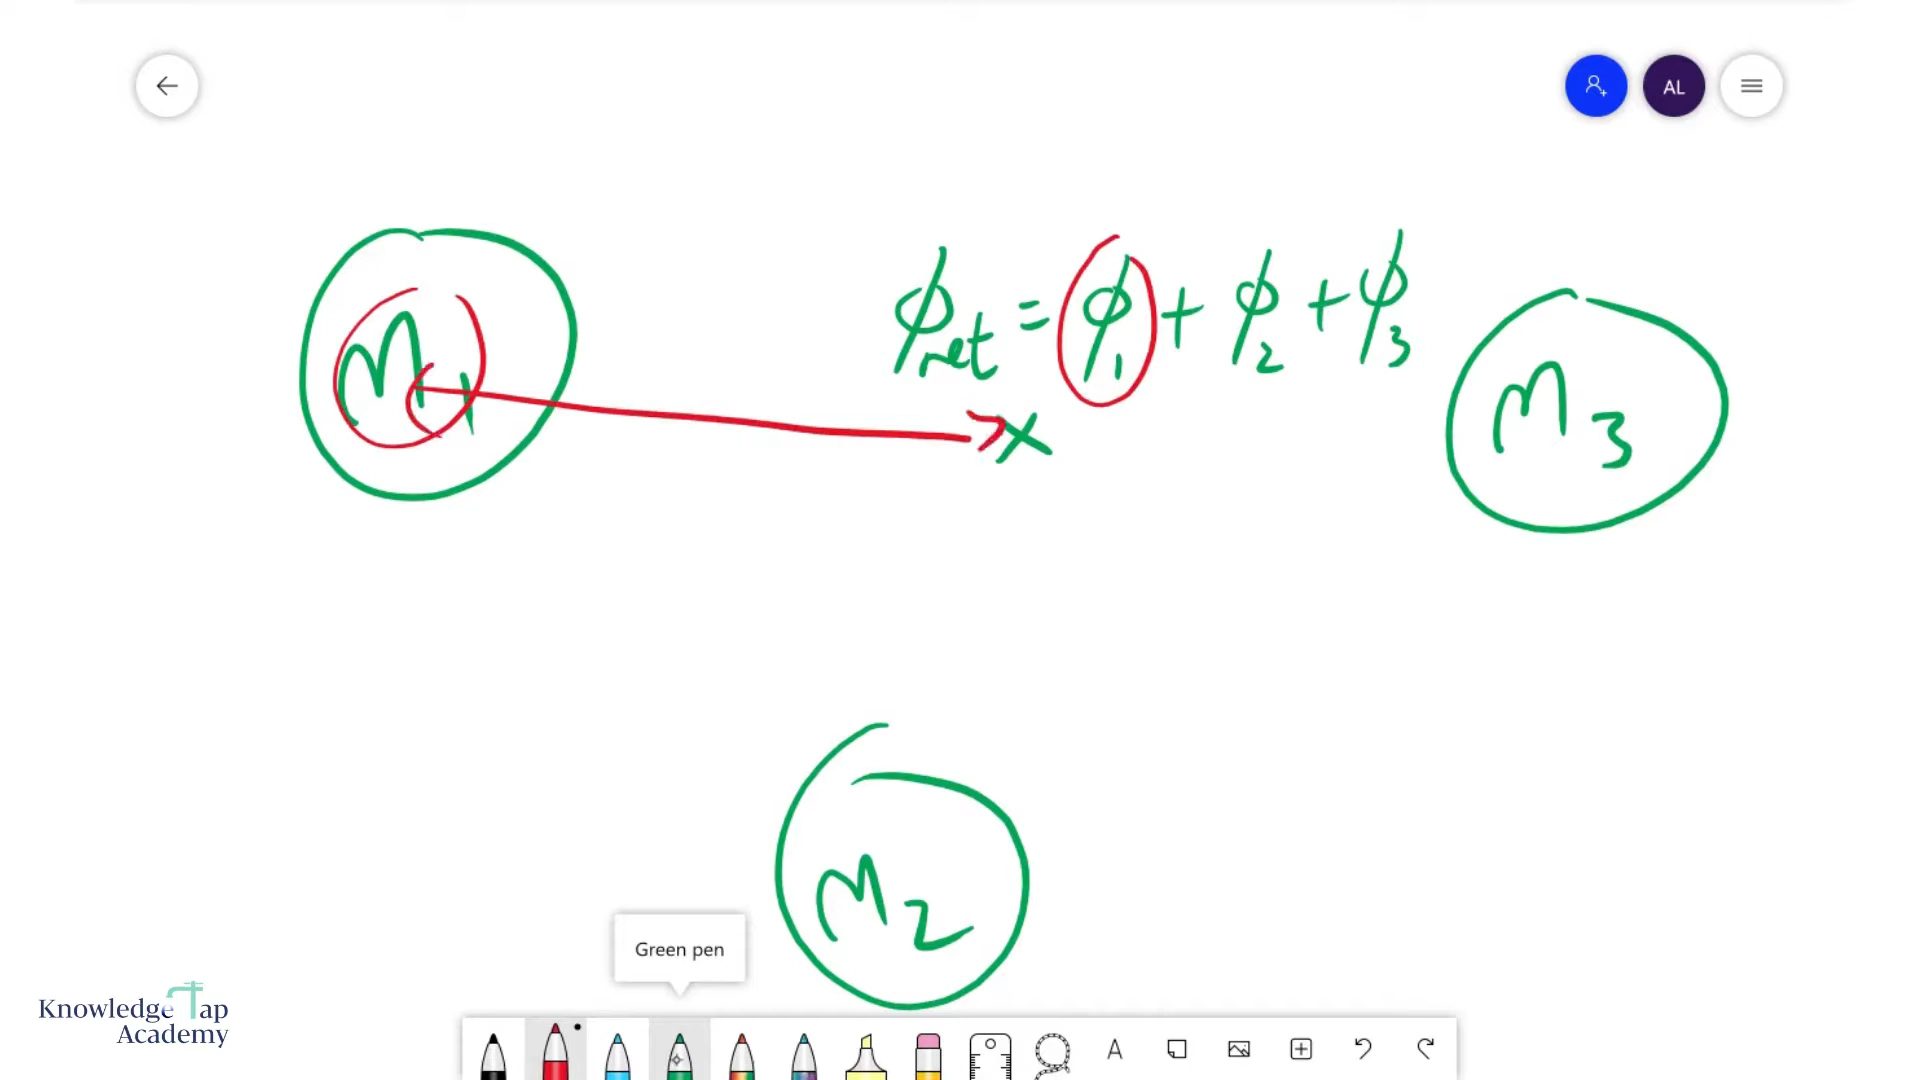 AL
M1
ϕnet = ϕ1 + ϕ2 + ϕ3
x
M3
M2
Green pen
Knowledge Tap
Academy
A